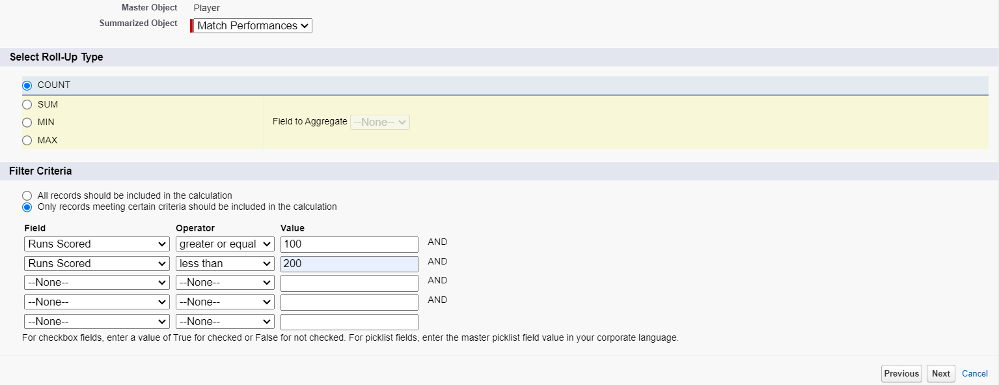 Master Object Player
Summarized Object Match Performances
Select Roll-Up Type
COUNT
SUM
MIN
Field to Aggregate --None--
MAX
Filter Criteria
All records should be included in the calculation
Only records meeting certain criteria should be included in the calculation
Field Operator Value
Runs Scored greater or equal 100 AND
Runs Scored less than 200 AND
--None-- --None-- AND
--None-- --None-- AND
--None-- --None--
For checkbox fields, enter a value of True for checked or False for not checked. For picklist fields, enter the master picklist field value in your corporate language.
Previous Next Cancel